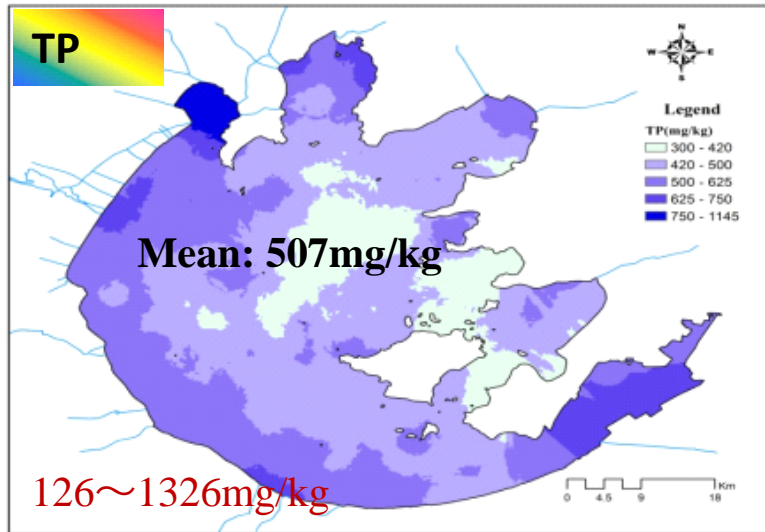 TP
N
W E
S
Legend
TP(mg/kg)
300 - 420
420 - 500
500 - 625
625 - 750
750 - 1145
Mean: 507mg/kg
126～1326mg/kg
Km
0 4.5 9 18